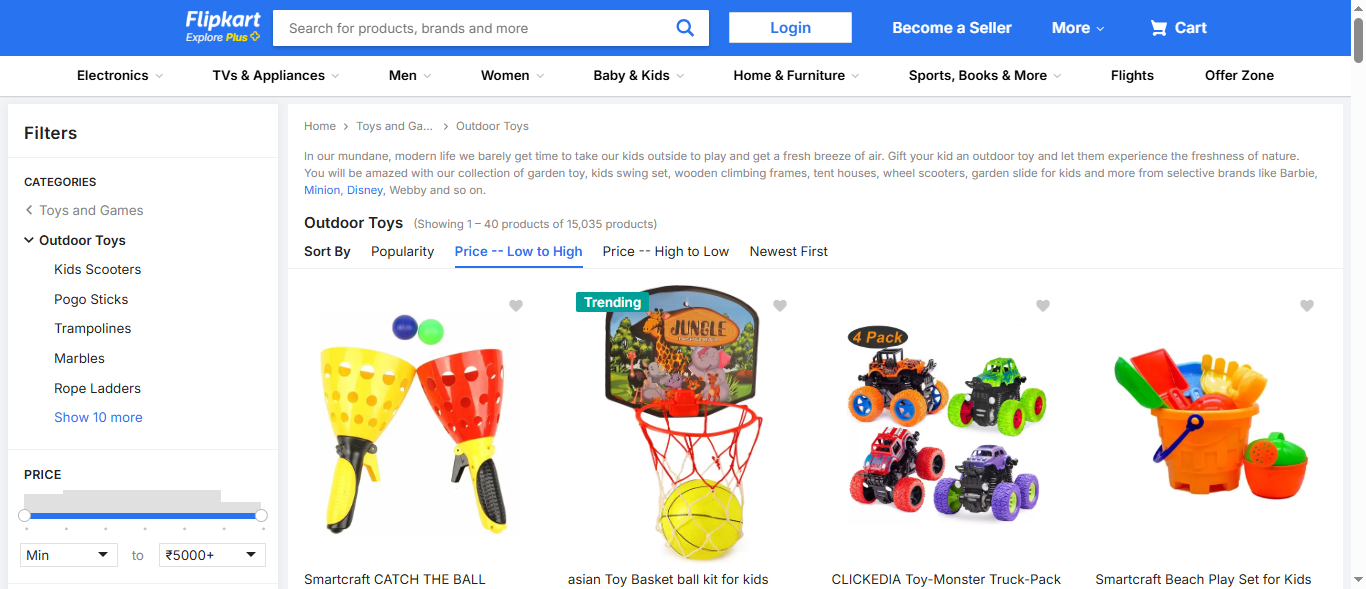 Flipkart
Explore Plus
Search for products, brands and more
Login
Become a Seller
More
Cart
Electronics
TVs & Appliances
Men
Women
Baby & Kids
Home & Furniture
Sports, Books & More
Flights
Offer Zone
Filters
CATEGORIES
Toys and Games
Outdoor Toys
Kids Scooters
Pogo Sticks
Trampolines
Marbles
Rope Ladders
Show 10 more
PRICE
Min
to
₹5000+
Home
Toys and Ga...
Outdoor Toys
In our mundane, modern life we barely get time to take our kids outside to play and get a fresh breeze of air. Gift your kid an outdoor toy and let them experience the freshness of nature.
You will be amazed with our collection of garden toy, kids swing set, wooden climbing frames, tent houses, wheel scooters, garden slide for kids and more from selective brands like Barbie,
Minion, Disney, Webby and so on.
Outdoor Toys (Showing 1 – 40 products of 15,035 products)
Sort By
Popularity
Price -- Low to High
Price -- High to Low
Newest First
Trending
JUNGLE
4 Pack
Smartcraft CATCH THE BALL
asian Toy Basket ball kit for kids
CLICKEDIA Toy-Monster Truck-Pack
Smartcraft Beach Play Set for Kids